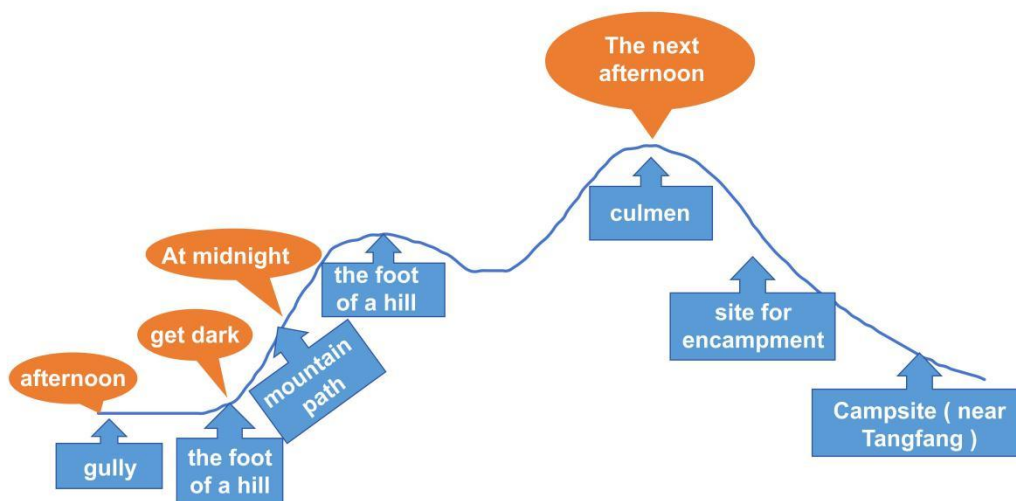 The next
afternoon
culmen
At midnight
the foot
of a hill
get dark
site for
encampment
mountain
path
afternoon
Campsite ( near
Tangfang )
gully
the foot
of a hill